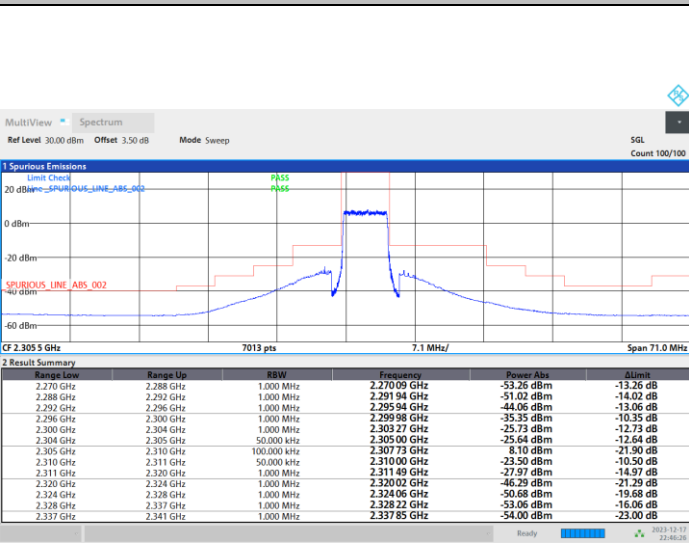 MultiView Spectrum
Ref Level 30.00 dBm Offset 3.50 dB Mode Sweep SGL
Count 100/100
1 Spurious Emissions
Limit Check PASS
20 dBm Line _SPURIOUS_LINE_ABS_002 PASS
0 dBm
-20 dBm
SPURIOUS_LINE_ABS_002
-40 dBm
-60 dBm
CF 2.305 5 GHz 7013 pts 7.1 MHz/ Span 71.0 MHz
2 Result Summary
Range Low Range Up RBW Frequency Power Abs ΔLimit
2.270 GHz 2.288 GHz 1.000 MHz 2.270 09 GHz -53.26 dBm -13.26 dB
2.288 GHz 2.292 GHz 1.000 MHz 2.291 94 GHz -51.02 dBm -14.02 dB
2.292 GHz 2.296 GHz 1.000 MHz 2.295 94 GHz -44.06 dBm -13.06 dB
2.296 GHz 2.300 GHz 1.000 MHz 2.299 98 GHz -35.35 dBm -10.35 dB
2.300 GHz 2.304 GHz 1.000 MHz 2.303 27 GHz -25.73 dBm -12.73 dB
2.304 GHz 2.305 GHz 50.000 kHz 2.305 00 GHz -25.64 dBm -12.64 dB
2.305 GHz 2.310 GHz 100.000 kHz 2.307 73 GHz 8.10 dBm -21.90 dB
2.310 GHz 2.311 GHz 50.000 kHz 2.310 00 GHz -23.50 dBm -10.50 dB
2.311 GHz 2.320 GHz 1.000 MHz 2.311 49 GHz -27.97 dBm -14.97 dB
2.320 GHz 2.324 GHz 1.000 MHz 2.320 02 GHz -46.29 dBm -21.29 dB
2.324 GHz 2.328 GHz 1.000 MHz 2.324 06 GHz -50.68 dBm -19.68 dB
2.328 GHz 2.337 GHz 1.000 MHz 2.328 22 GHz -53.06 dBm -16.06 dB
2.337 GHz 2.341 GHz 1.000 MHz 2.337 85 GHz -54.00 dBm -23.00 dB
Ready 2023-12-17
22:46:26